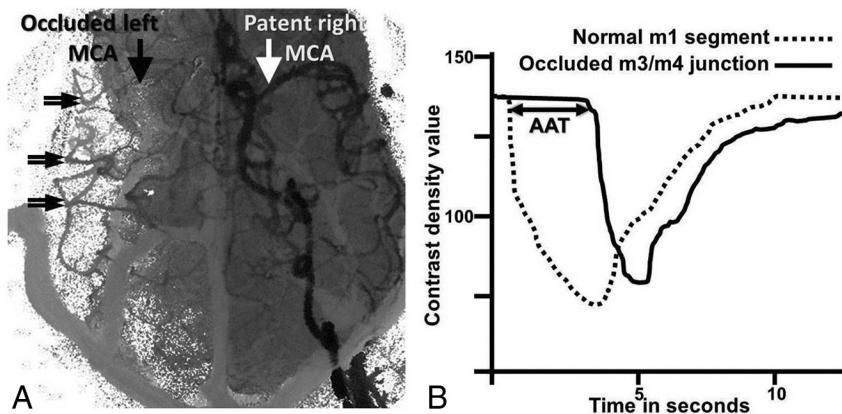 Occluded left
MCA
Patent right
MCA
A
Normal m1 segment
Occluded m3/m4 junction
150
AAT
100
Contrast density value
5
10
Time in seconds
B